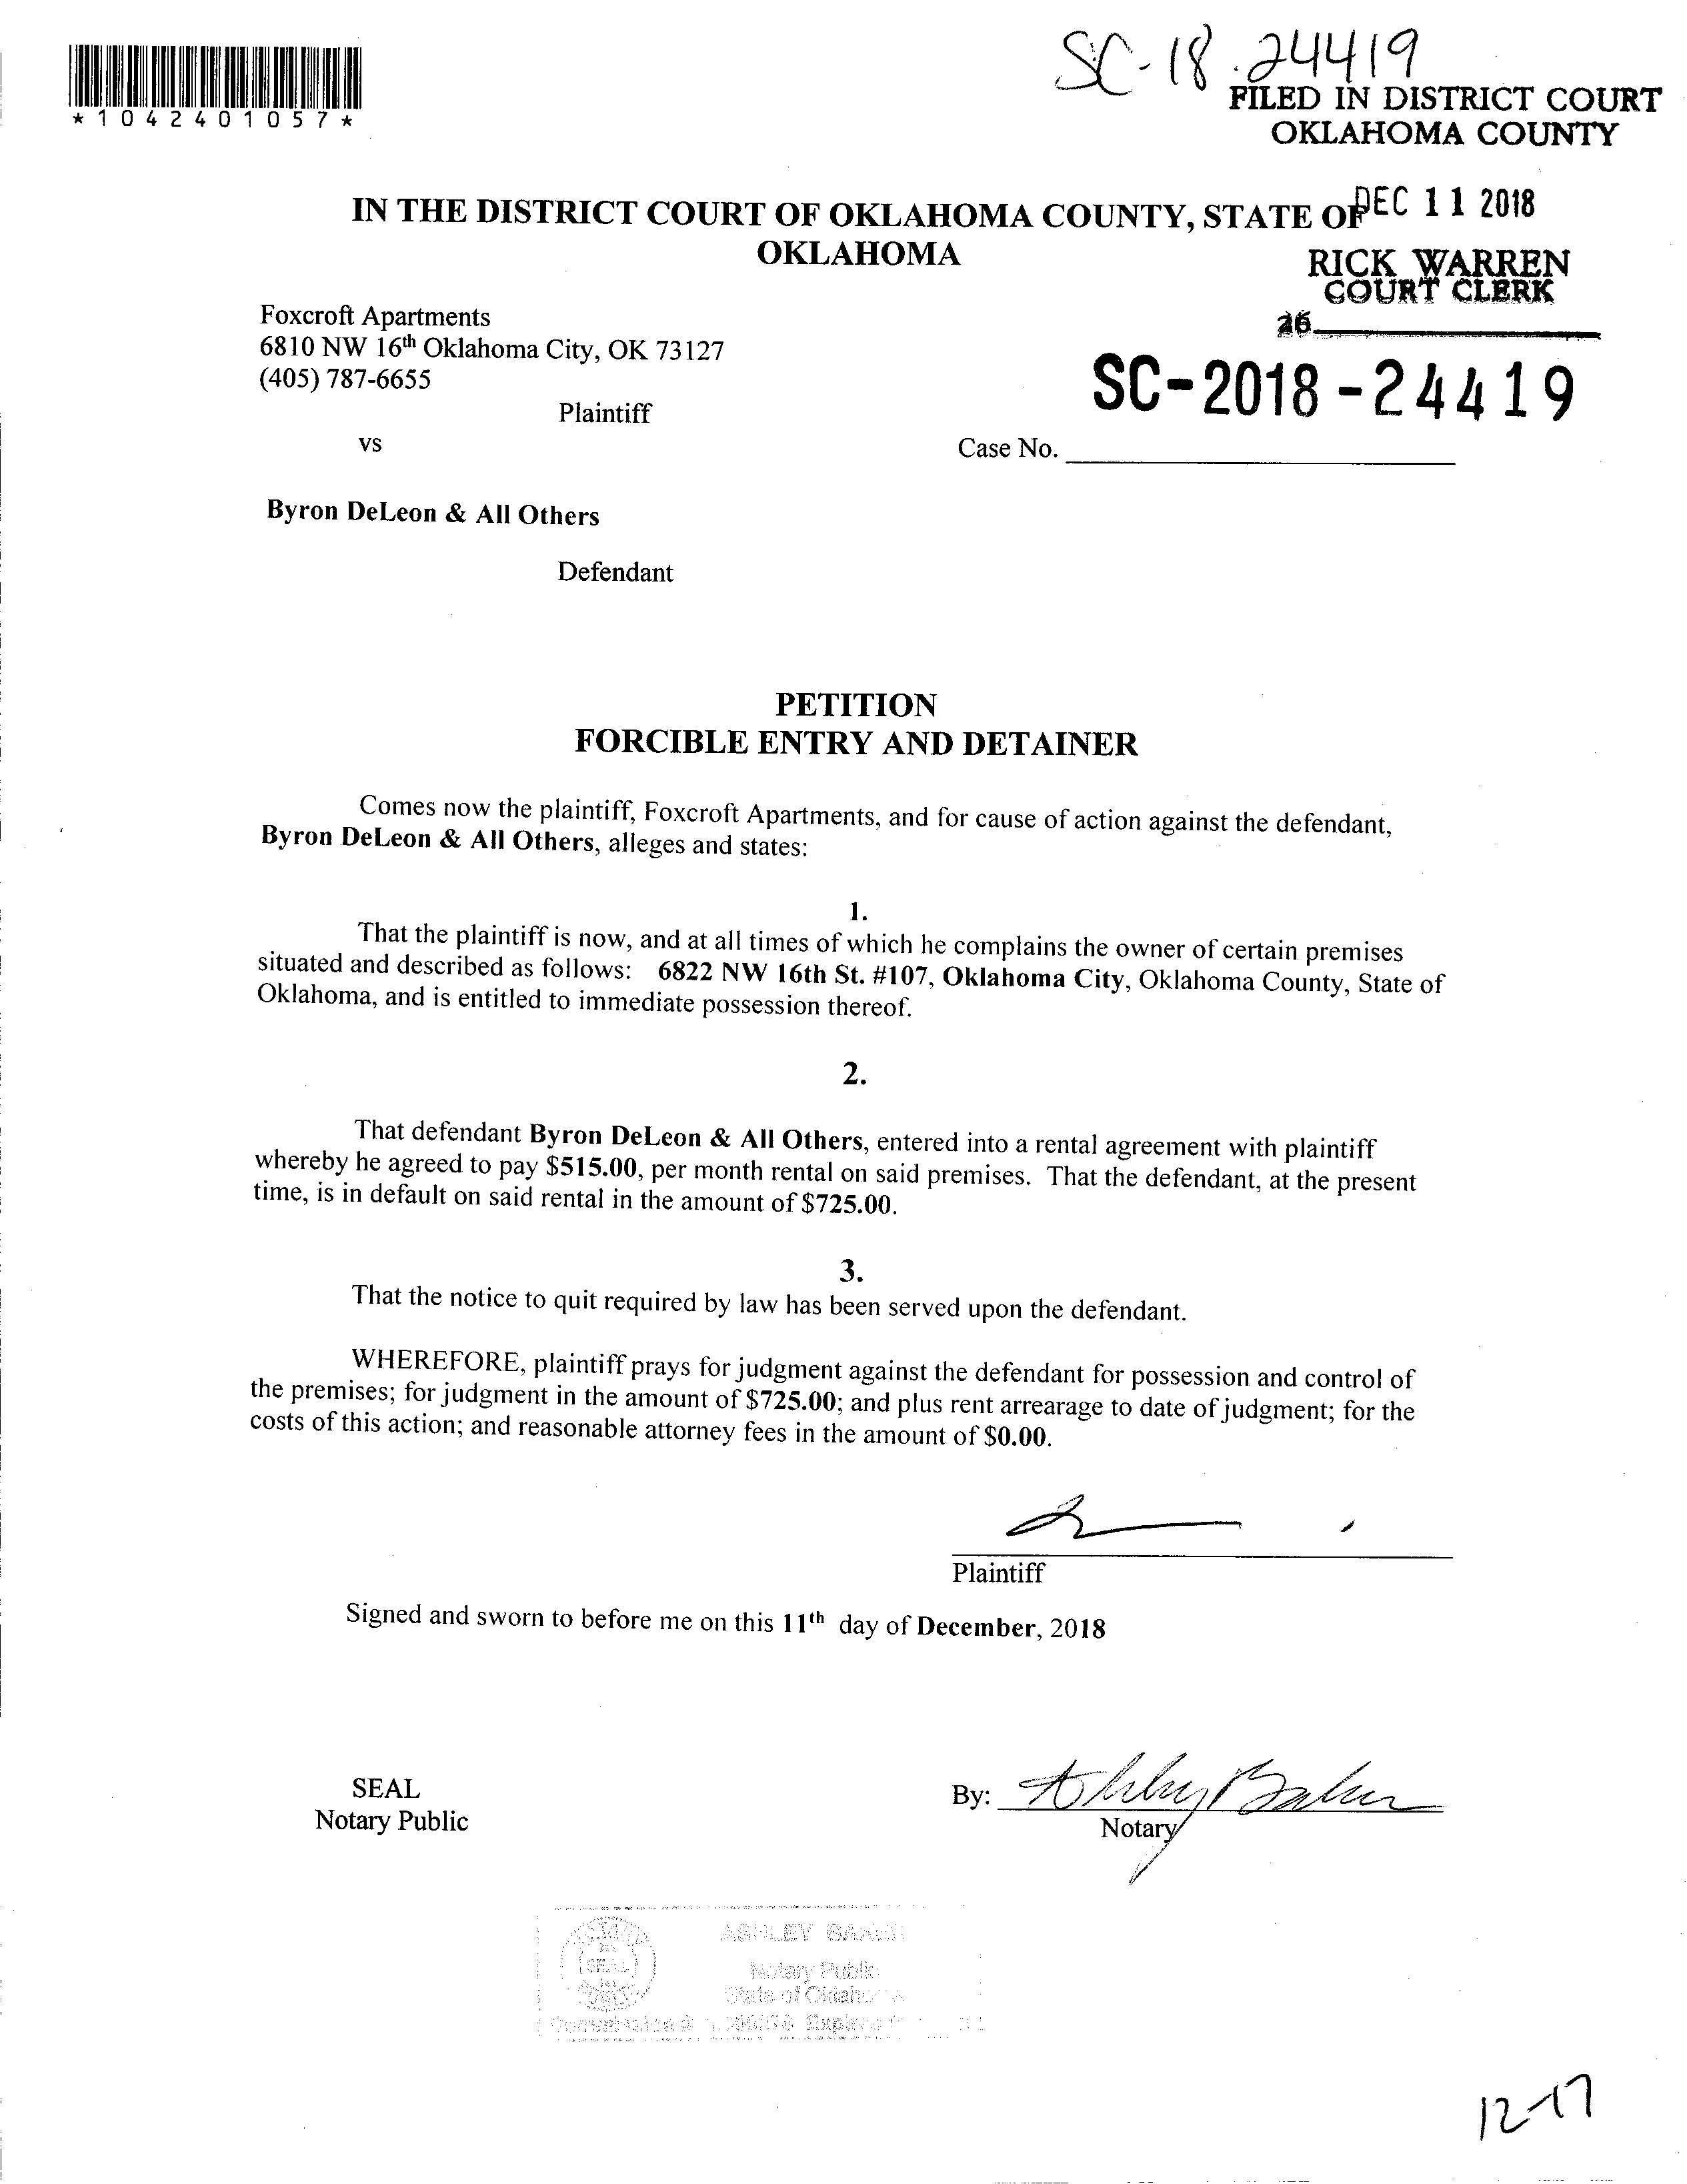 SC-18.24419
*1042401057*
FILED IN DISTRICT COURT
OKLAHOMA COUNTY
IN THE DISTRICT COURT OF OKLAHOMA COUNTY, STATE OF
DEC 11 2018
OKLAHOMA
RICK WARREN
COURT CLERK
26
Foxcroft Apartments
6810 NW 16th Oklahoma City, OK 73127
(405) 787-6655
SC-2018-24419
Plaintiff
vs
Case No.
Byron DeLeon & All Others
Defendant
PETITION
FORCIBLE ENTRY AND DETAINER
Comes now the plaintiff, Foxcroft Apartments, and for cause of action against the defendant,
Byron DeLeon & All Others, alleges and states:
1.
That the plaintiff is now, and at all times of which he complains the owner of certain premises
situated and described as follows: 6822 NW 16th St. #107, Oklahoma City, Oklahoma County, State of
Oklahoma, and is entitled to immediate possession thereof.
2.
That defendant Byron DeLeon & All Others, entered into a rental agreement with plaintiff
whereby he agreed to pay $515.00, per month rental on said premises. That the defendant, at the present
time, is in default on said rental in the amount of $725.00.
3.
That the notice to quit required by law has been served upon the defendant.
WHEREFORE, plaintiff prays for judgment against the defendant for possession and control of
the premises; for judgment in the amount of $725.00; and plus rent arrearage to date of judgment; for the
costs of this action; and reasonable attorney fees in the amount of $0.00.
Plaintiff
Signed and sworn to before me on this 11th day of December, 2018
SEAL
Notary Public
By: Ashley Baker
Notary
ASHLEY
Notary Public
State of Oklahoma
Commission # Expires
12-17